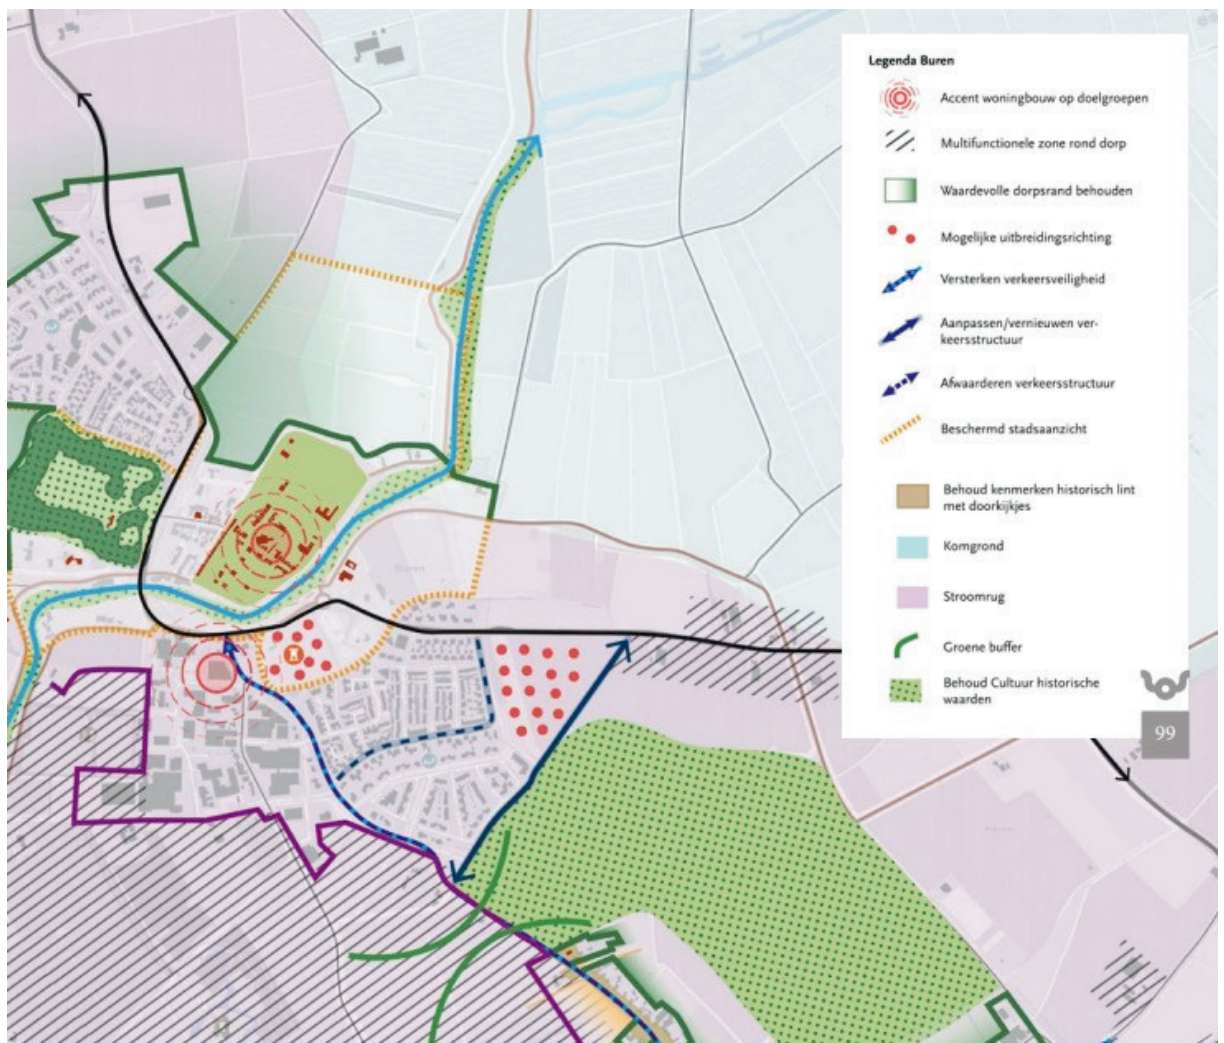 Legenda Buren
Accent woningbouw op doelgroepen
Multifunctionele zone rond dorp
Waardevolle dorpsrand behouden
Mogelijke uitbreidingsrichting
Versterken verkeersveiligheid
Aanpassen/vernieuwen ver-
keersstructuur
Afwaarderen verkeersstructuur
Beschermd stadsaanzicht
Behoud kenmerken historisch lint
met doorkijkjes
Komgrond
Stroomrug
Groene buffer
Behoud Cultuur historische
waarden
99
Buren